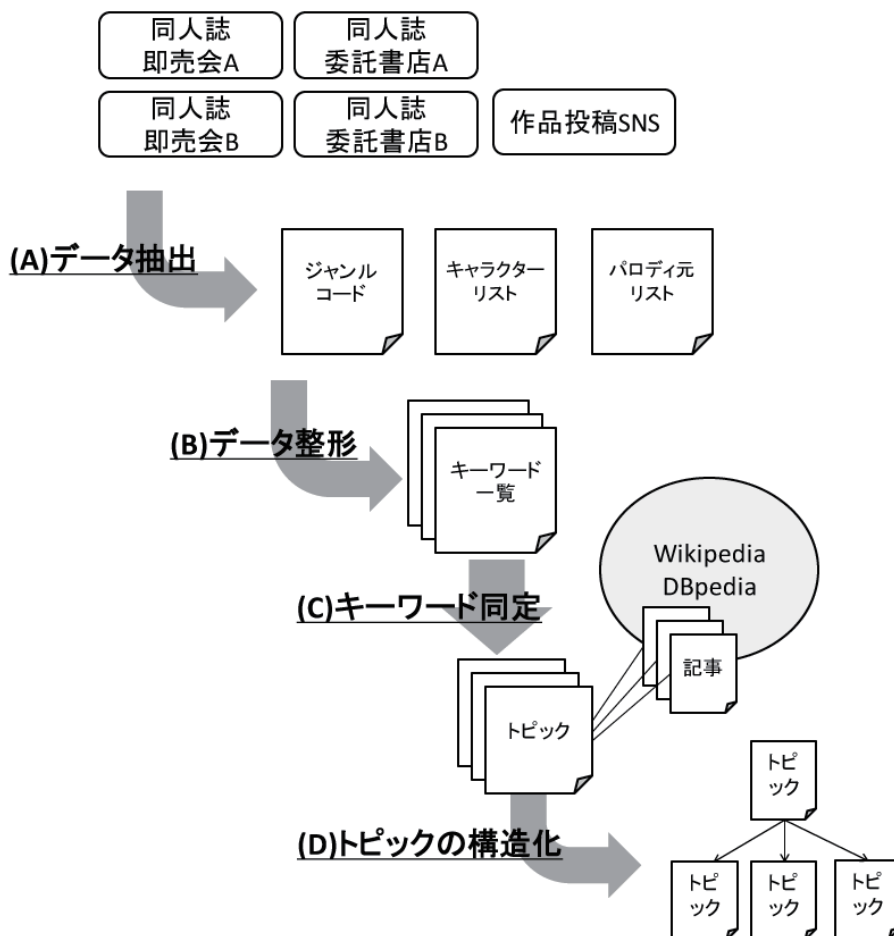 同人誌
即売会A
同人誌
委託書店A
同人誌
即売会B
同人誌
委託書店B
作品投稿SNS
(A)データ抽出
ジャンル
コード
キャラクター
リスト
パロディ元
リスト
(B)データ整形
キーワード
一覧
Wikipedia
DBpedia
(C)キーワード同定
記事
トピック
トピ
ック
(D)トピックの構造化
トピ
ック
トピ
ック
トピ
ック